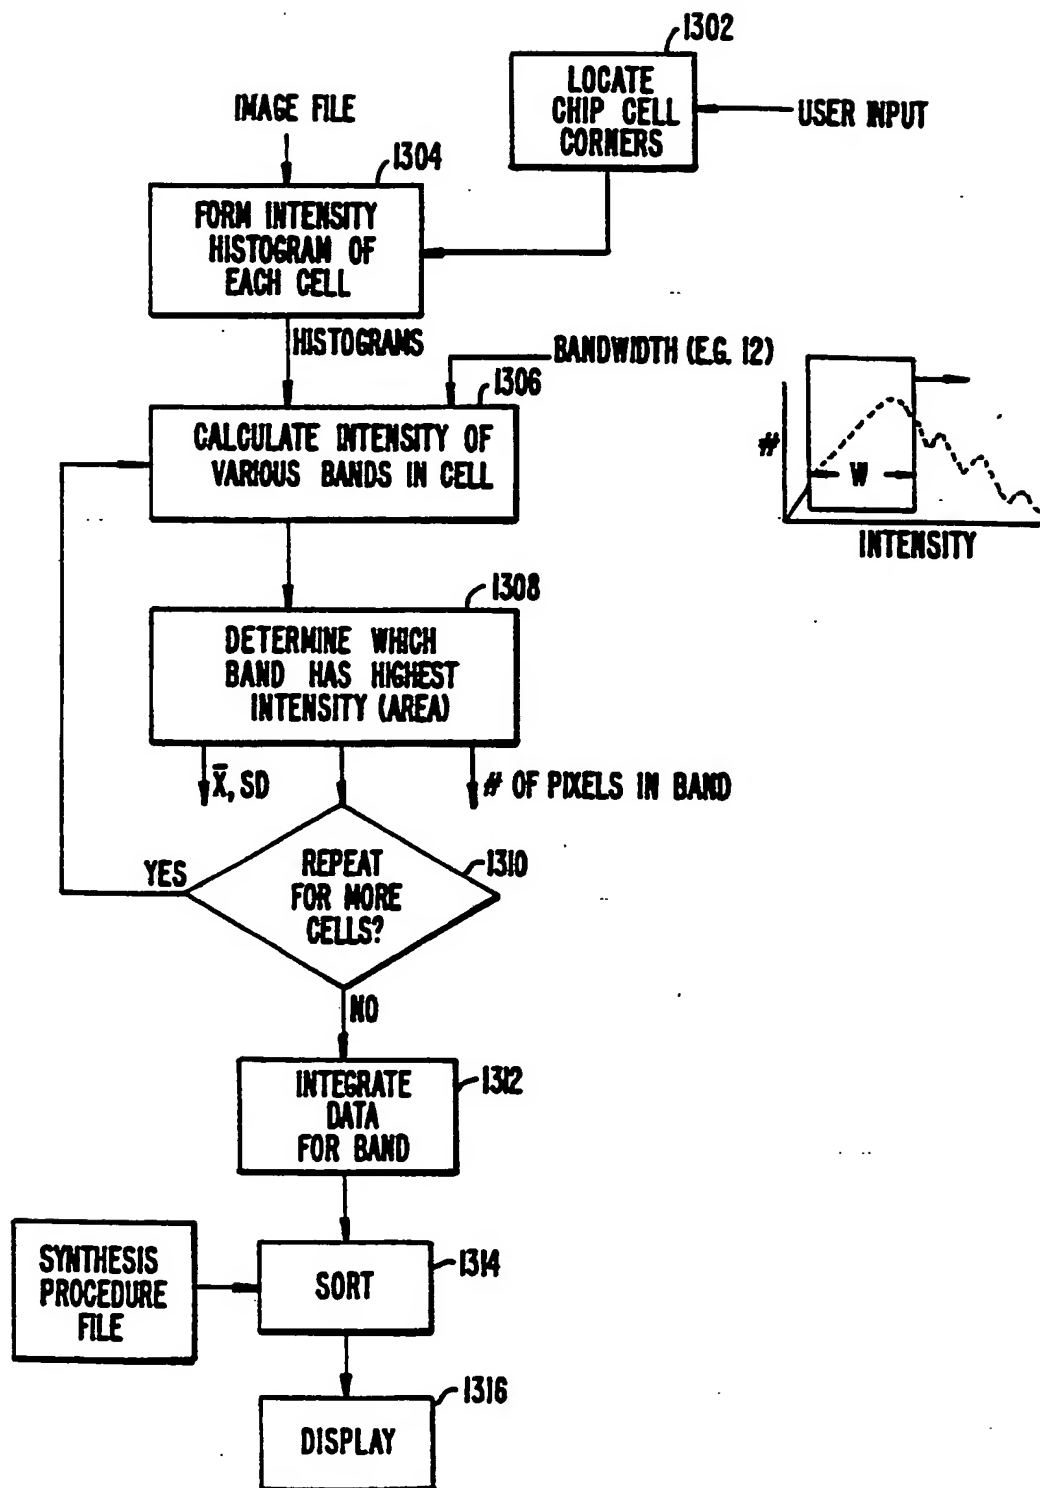 1302
LOCATE
CHIP CELL
CORNERS
USER INPUT
IMAGE FILE
1304
FORM INTENSITY
HISTOGRAM OF
EACH CELL
HISTOGRAMS
BANDWIDTH (E.G. 12)
1306
CALCULATE INTENSITY OF
VARIOUS BANDS IN CELL
#
W
INTENSITY
1308
DETERMINE WHICH
BAND HAS HIGHEST
INTENSITY (AREA)
X̄, SD
# OF PIXELS IN BAND
1310
REPEAT
FOR MORE
CELLS?
YES
NO
1312
INTEGRATE
DATA
FOR BAND
SYNTHESIS
PROCEDURE
FILE
1314
SORT
1316
DISPLAY